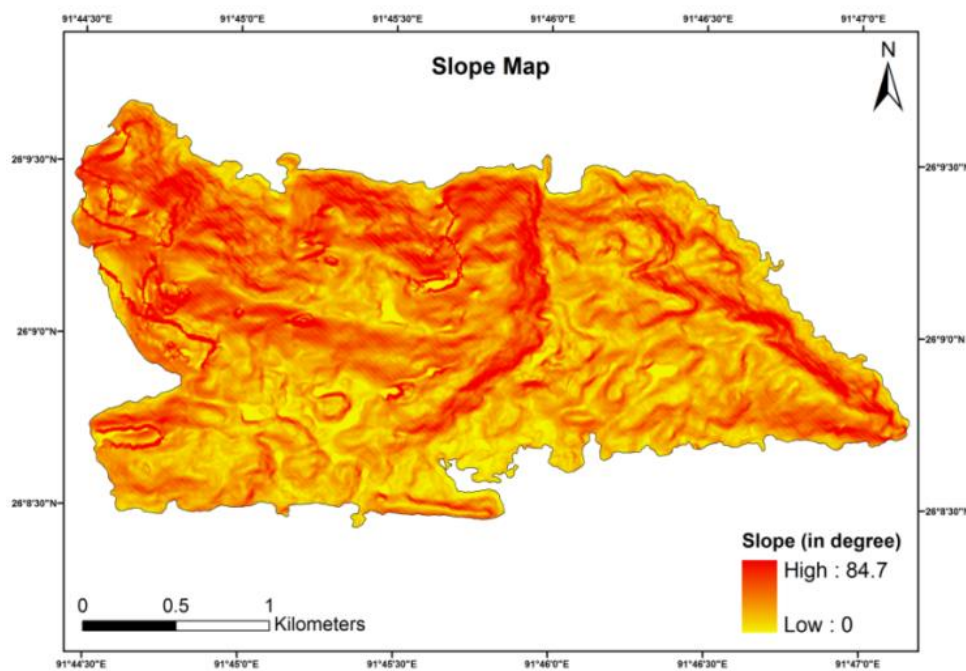 91°44'30"E 91°45'0"E 91°45'30"E 91°46'0"E 91°46'30"E 91°47'0"E
Slope Map
N
26°9'30"N 26°9'30"N
26°9'0"N 26°9'0"N
26°8'30"N 26°8'30"N
Slope (in degree)
High : 84.7
Low : 0
0 0.5 1
Kilometers
91°44'30"E 91°45'0"E 91°45'30"E 91°46'0"E 91°46'30"E 91°47'0"E